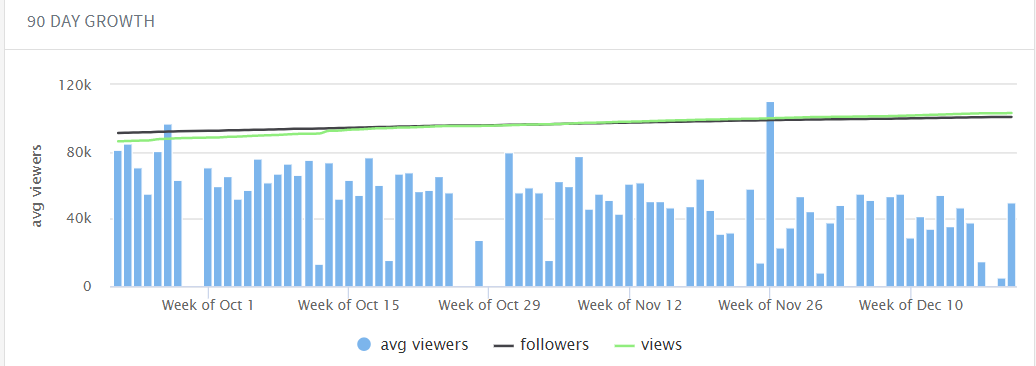 90 DAY GROWTH
120k
80k
40k
0
avg viewers
Week of Oct 1 Week of Oct 15 Week of Oct 29 Week of Nov 12 Week of Nov 26 Week of Dec 10
avg viewers followers views